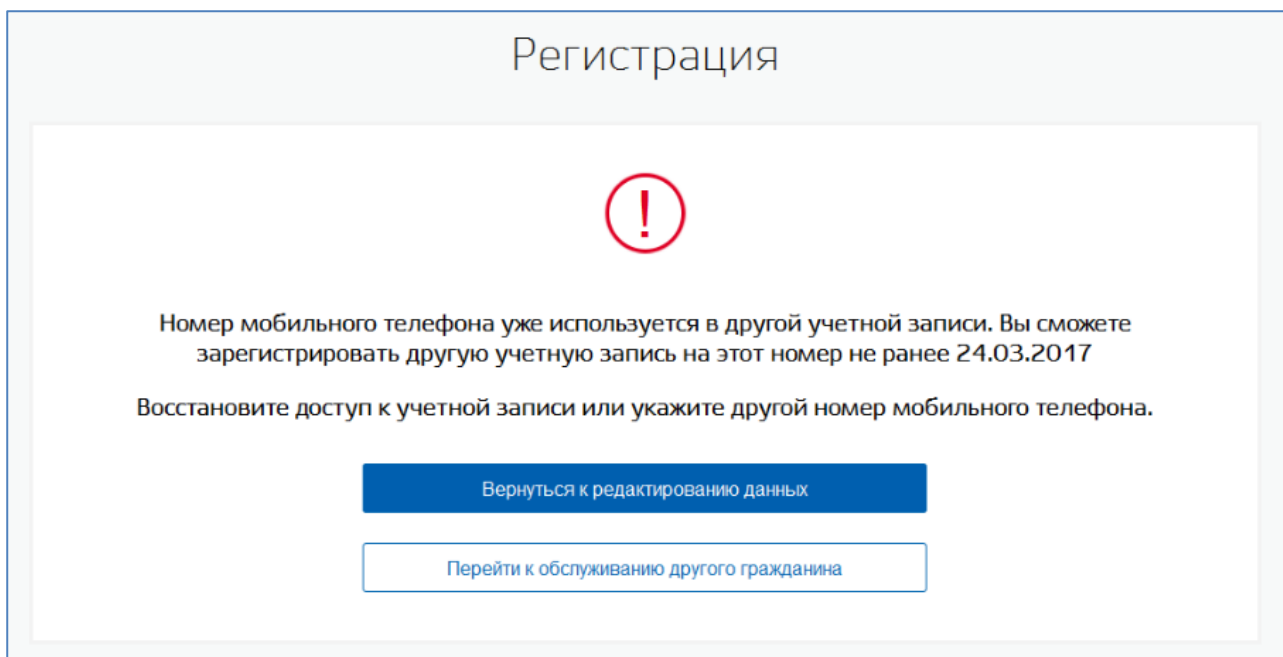 Регистрация
!
Номер мобильного телефона уже используется в другой учетной записи. Вы сможете
зарегистрировать другую учетную запись на этот номер не ранее 24.03.2017
Восстановите доступ к учетной записи или укажите другой номер мобильного телефона.
Вернуться к редактированию данных
Перейти к обслуживанию другого гражданина